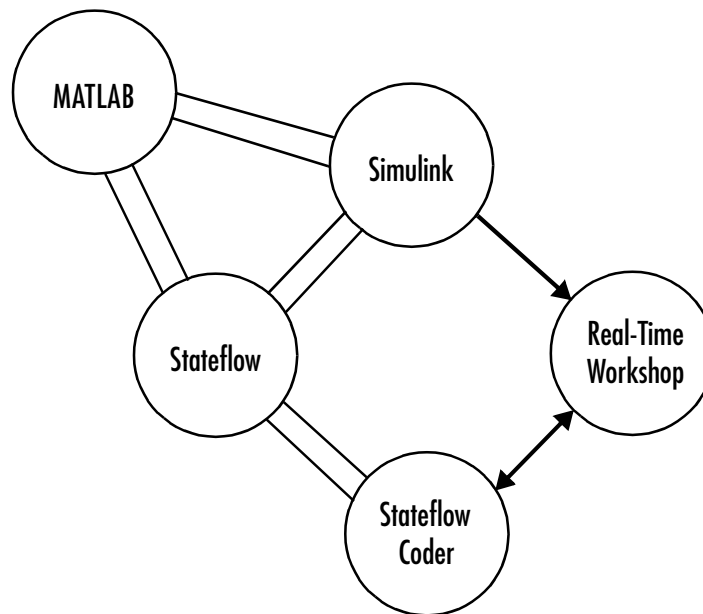 MATLAB
Simulink
Stateflow
Real-Time
Workshop
Stateflow
Coder